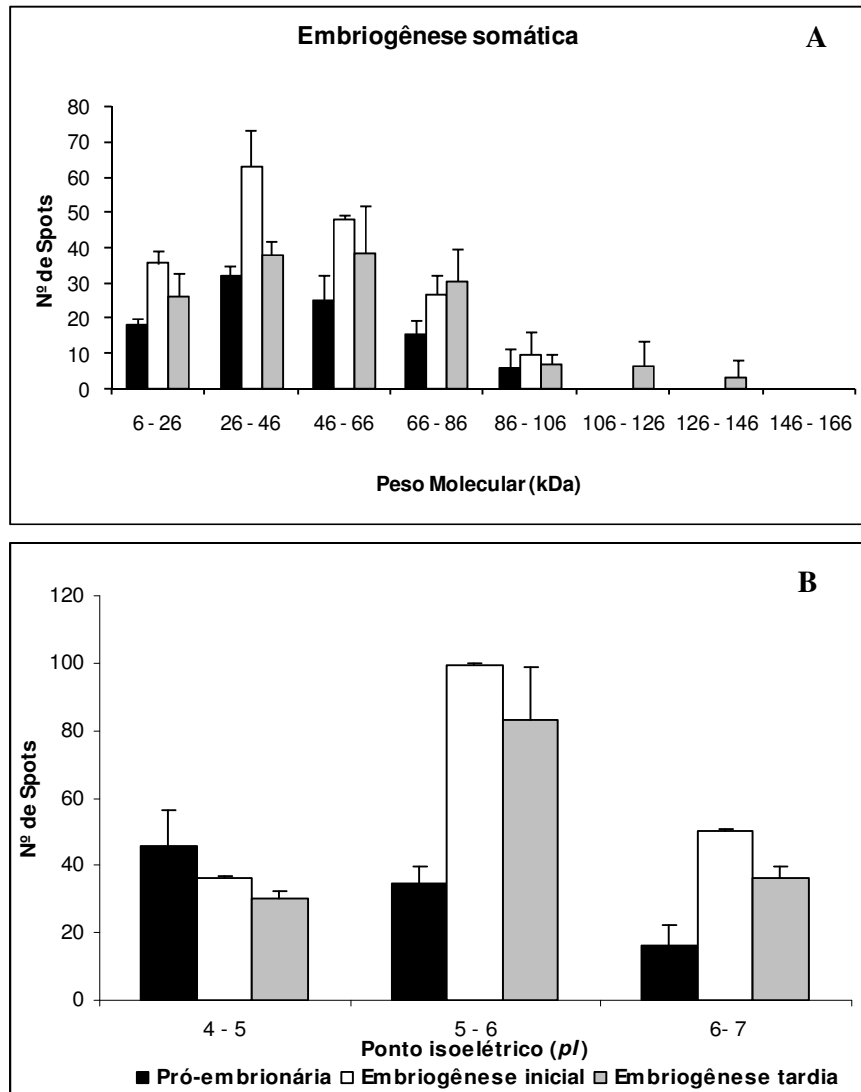 Embriogênese somática
A
80
70
60
50
40
30
20
10
0
Nº de Spots
6 - 26 26 - 46 46 - 66 66 - 86 86 - 106 106 - 126 126 - 146 146 - 166
Peso Molecular (kDa)
B
120
100
80
60
40
20
0
Nº de Spots
4 - 5 5 - 6 6- 7
Ponto isoelétrico (pI)
Pró-embrionária Embriogênese inicial Embriogênese tardia